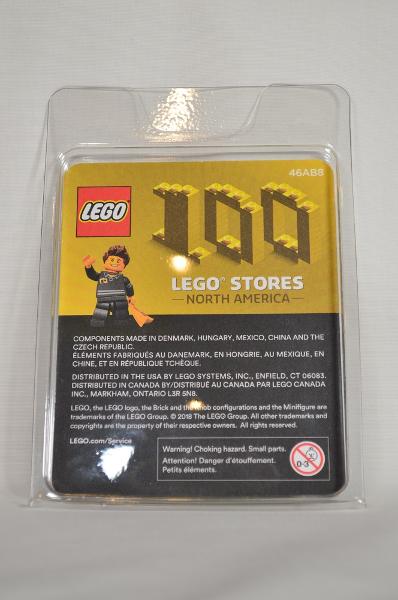 46AB8
LEGO
100
LEGO® STORES
NORTH AMERICA
COMPONENTS MADE IN DENMARK, HUNGARY, MEXICO, CHINA AND THE
CZECH REPUBLIC.
ÉLÉMENTS FABRIQUÉS AU DANEMARK, EN HONGRIE, AU MEXIQUE, EN
CHINE, ET EN RÉPUBLIQUE TCHÈQUE.
DISTRIBUTED IN THE USA BY LEGO SYSTEMS, INC., ENFIELD, CT 06083.
DISTRIBUTED IN CANADA BY/DISTRIBUÉ AU CANADA PAR LEGO CANADA
INC., MARKHAM, ONTARIO L3R 5N8.
LEGO, the LEGO logo, the Brick and the Knob configurations and the Minifigure are
trademarks of the LEGO Group. © 2018 The LEGO Group. All other trademarks and
copyrights are the property of their respective owners. All rights reserved.
LEGO.com/Service
Warning! Choking hazard. Small parts.
Attention! Danger d'étouffement.
Petits éléments.
0-3